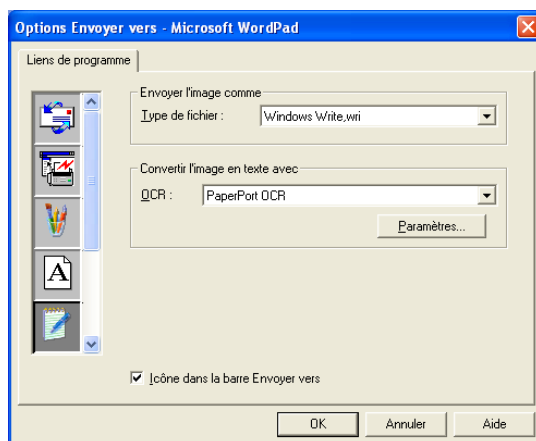 Options Envoyer vers - Microsoft WordPad
Liens de programme
Envoyer l'image comme
Type de fichier : Windows Write,wri
Convertir l'image en texte avec
OCR : PaperPort OCR
Paramètres...
A
Icône dans la barre Envoyer vers
OK Annuler Aide